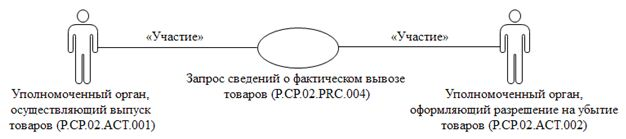 «Участие»
«Участие»
Запрос сведений о фактическом вывозе
товаров (P.CP.02.PRC.004)
Уполномоченный орган,
осуществляющий выпуск
товаров (P.CP.02.ACT.001)
Уполномоченный орган,
оформляющий разрешение на убытие
товаров (P.CP.02.ACT.002)